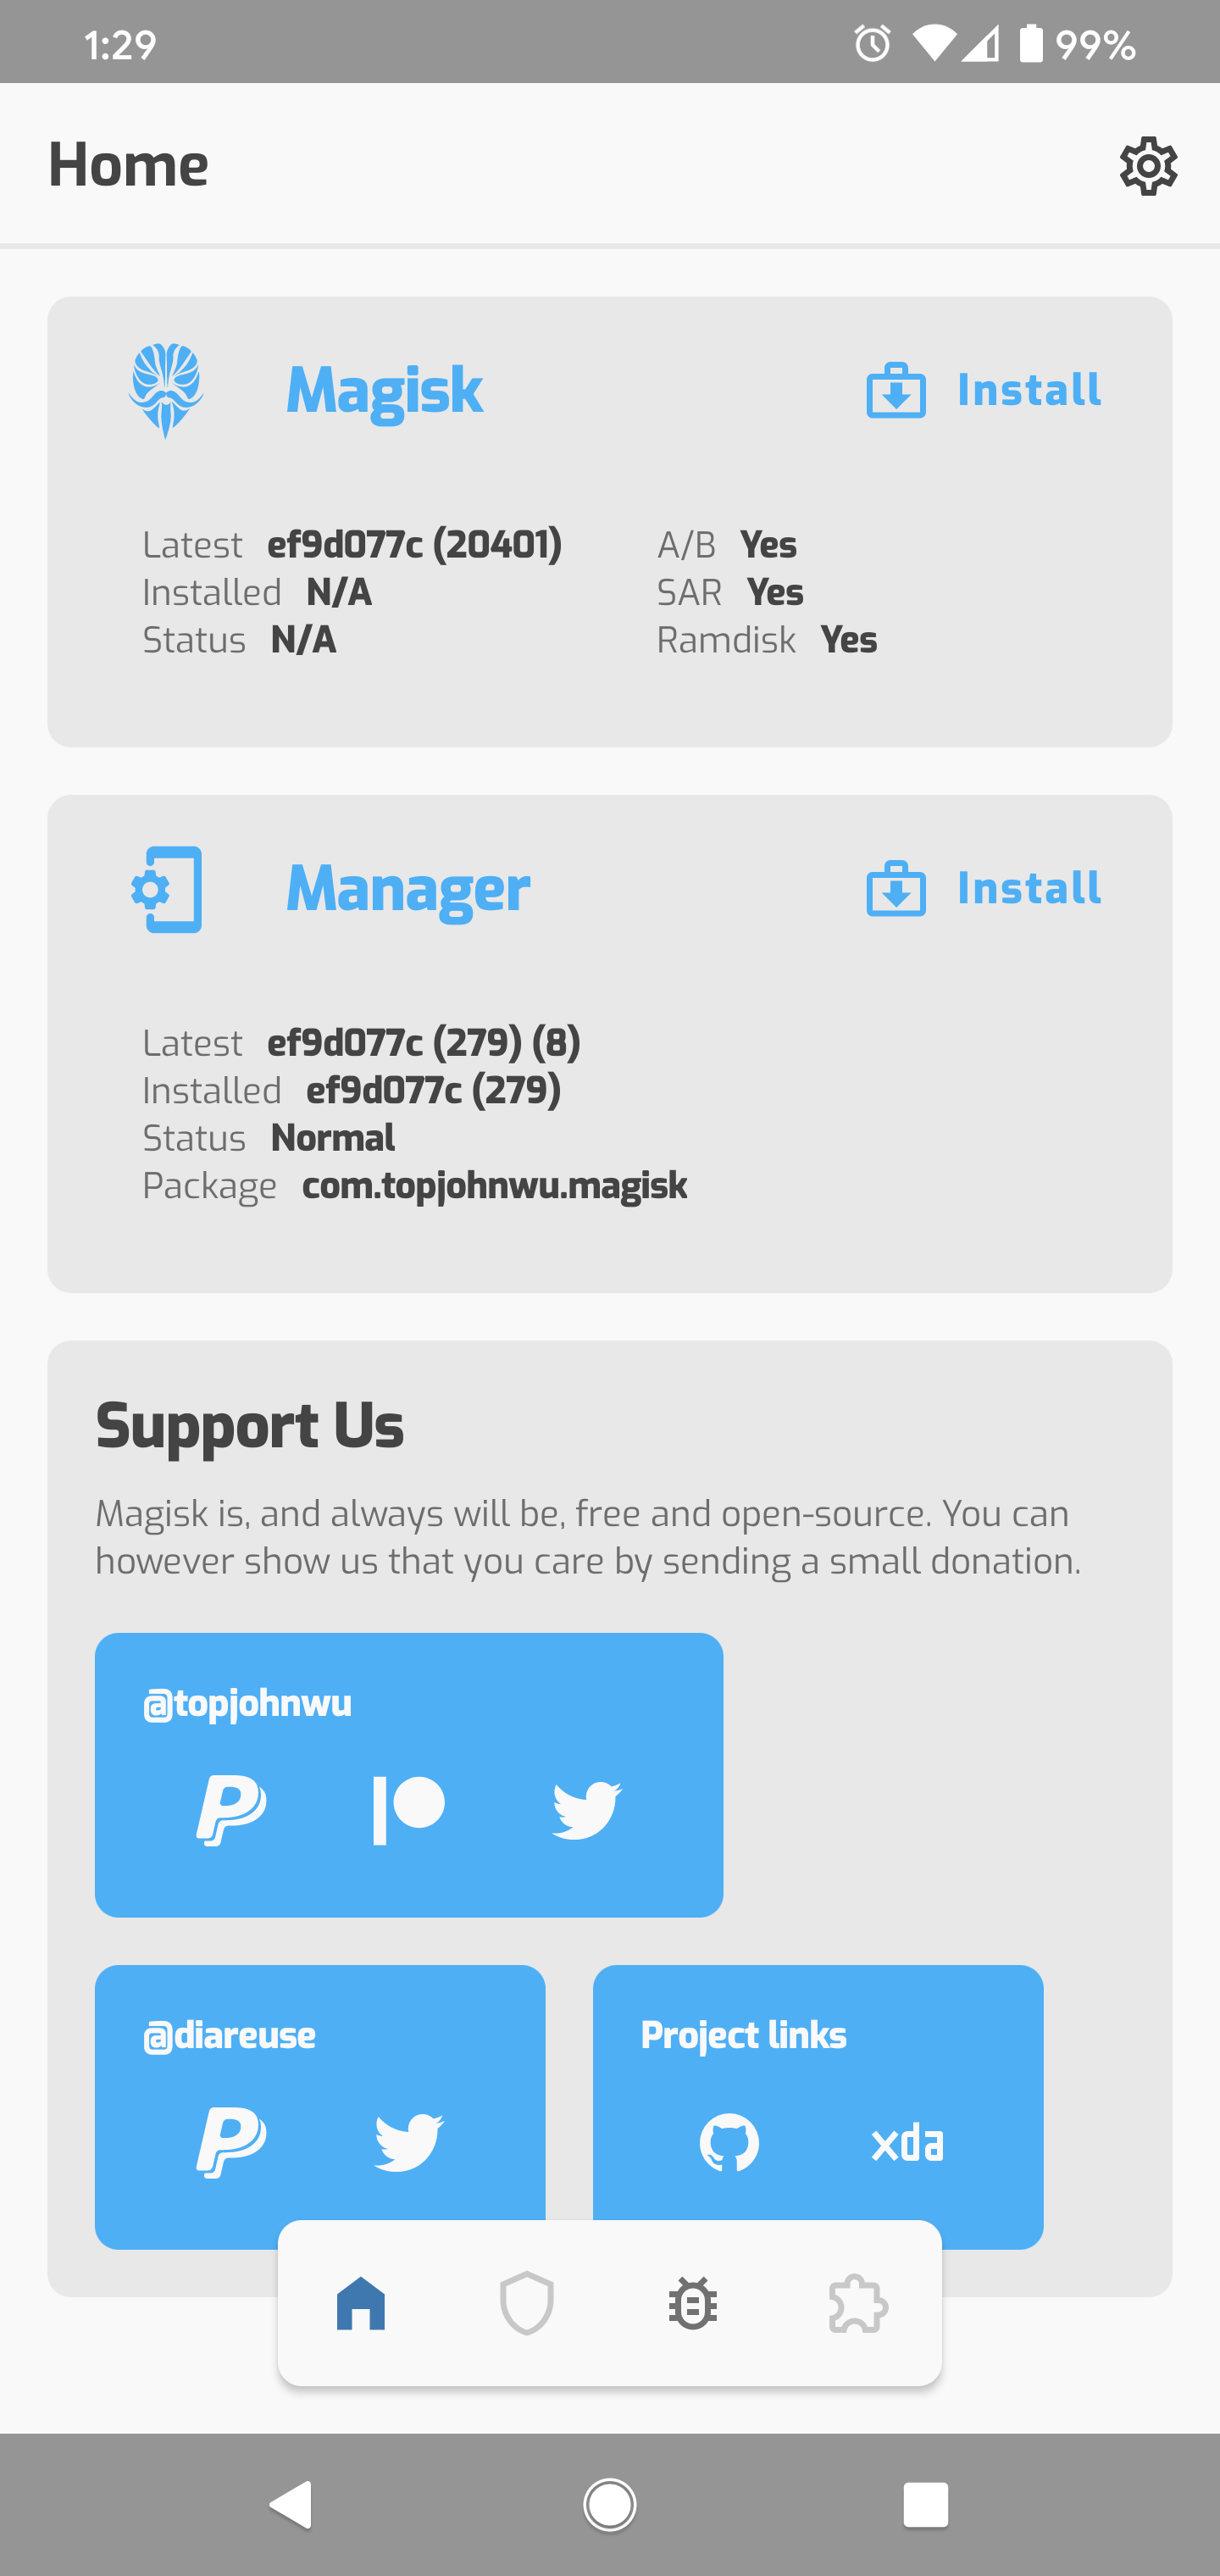 1:29 99%
Home
Magisk Install
Latest ef9d077c (20401) A/B Yes
Installed N/A SAR Yes
Status N/A Ramdisk Yes
Manager Install
Latest ef9d077c (279) (8)
Installed ef9d077c (279)
Status Normal
Package com.topjohnwu.magisk
Support Us
Magisk is, and always will be, free and open-source. You can
however show us that you care by sending a small donation.
@topjohnwu
@diareuse
Project links
xda